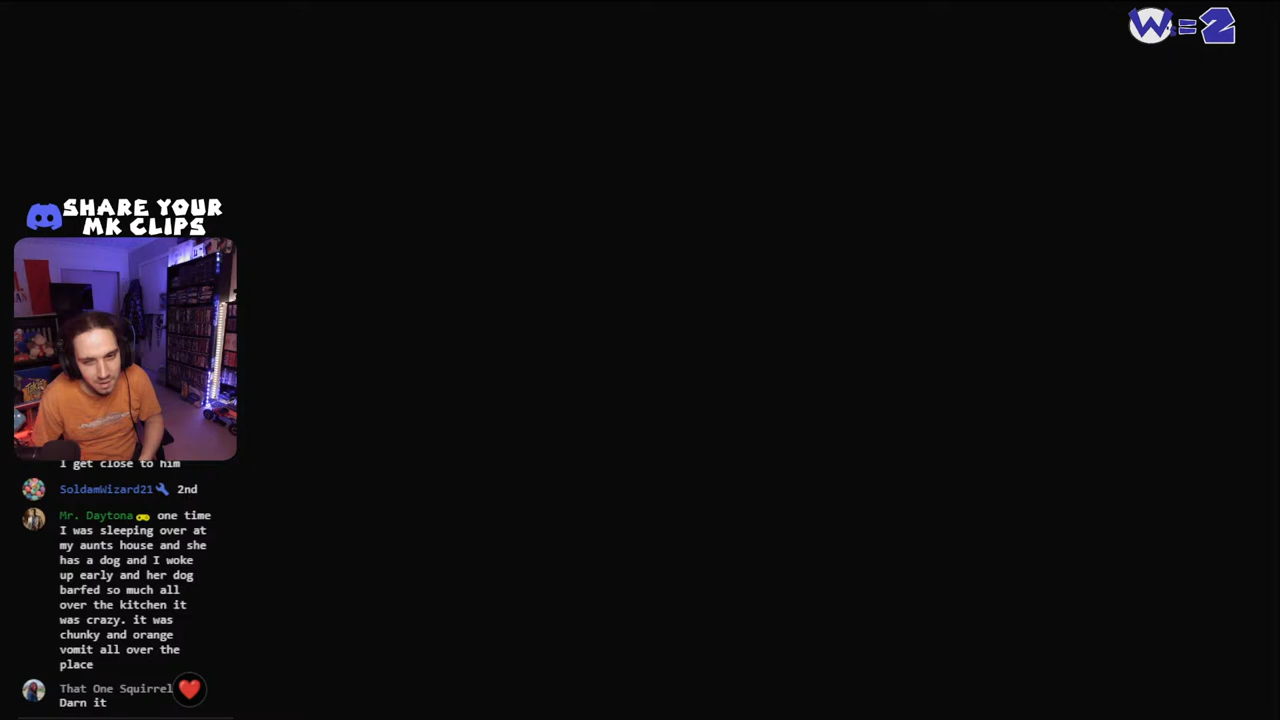 W=2
SHARE YOUR
MK CLIPS
I get close to him
SoldamWizard21 2nd
Mr. Daytona one time
I was sleeping over at
my aunts house and she
has a dog and I woke
up early and her dog
barfed so much all
over the kitchen it
was crazy. it was
chunky and orange
vomit all over the
place
That One Squirrel
Darn it